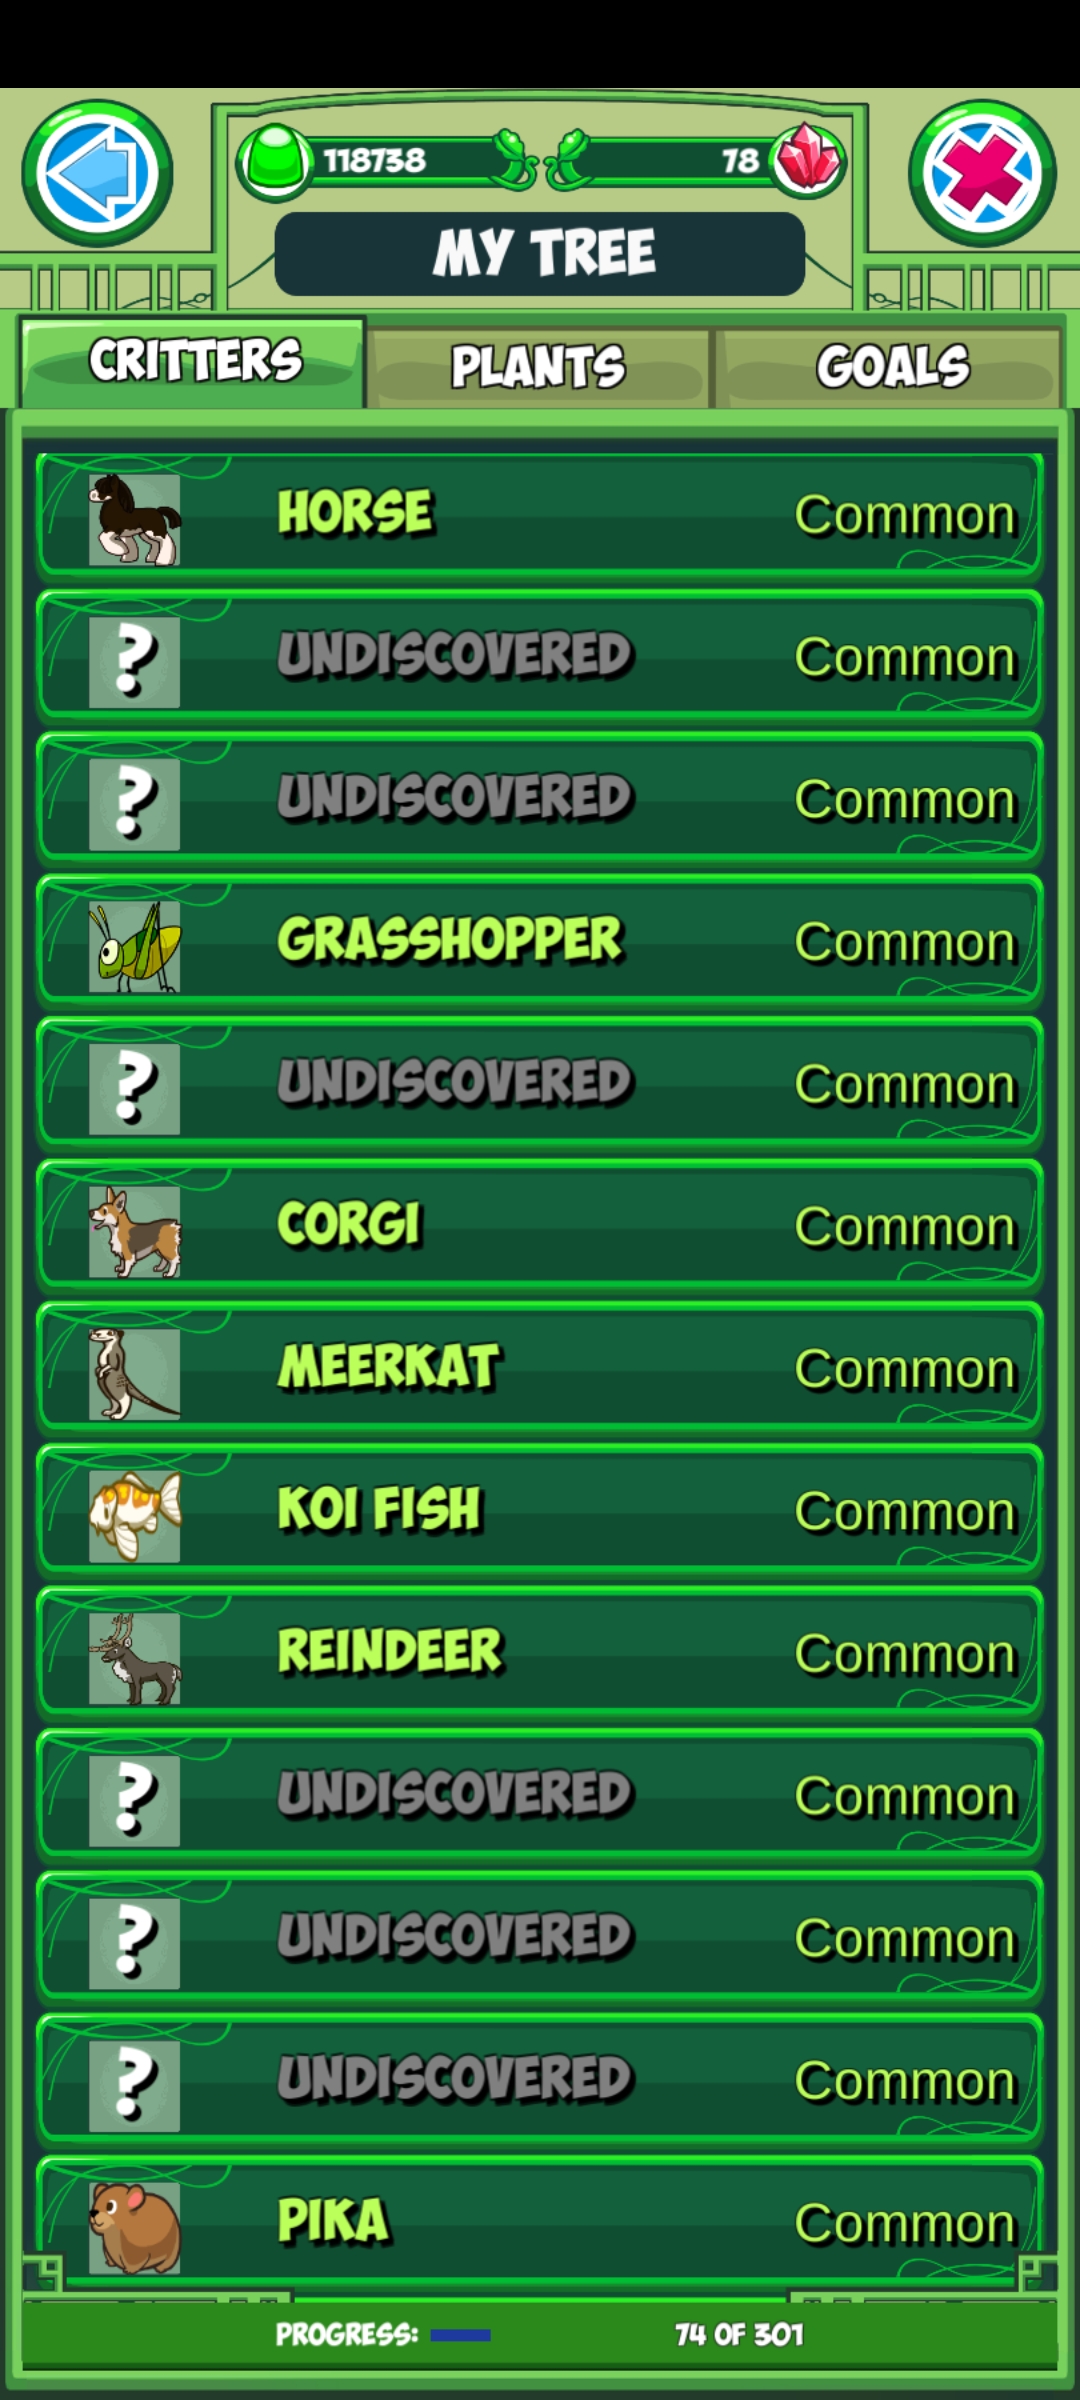 118738 78
MY TREE
CRITTERS PLANTS GOALS
HORSE Common
? UNDISCOVERED Common
? UNDISCOVERED Common
GRASSHOPPER Common
? UNDISCOVERED Common
CORGI Common
MEERKAT Common
KOI FISH Common
REINDEER Common
? UNDISCOVERED Common
? UNDISCOVERED Common
? UNDISCOVERED Common
PIKA Common
PROGRESS: 74 OF 301